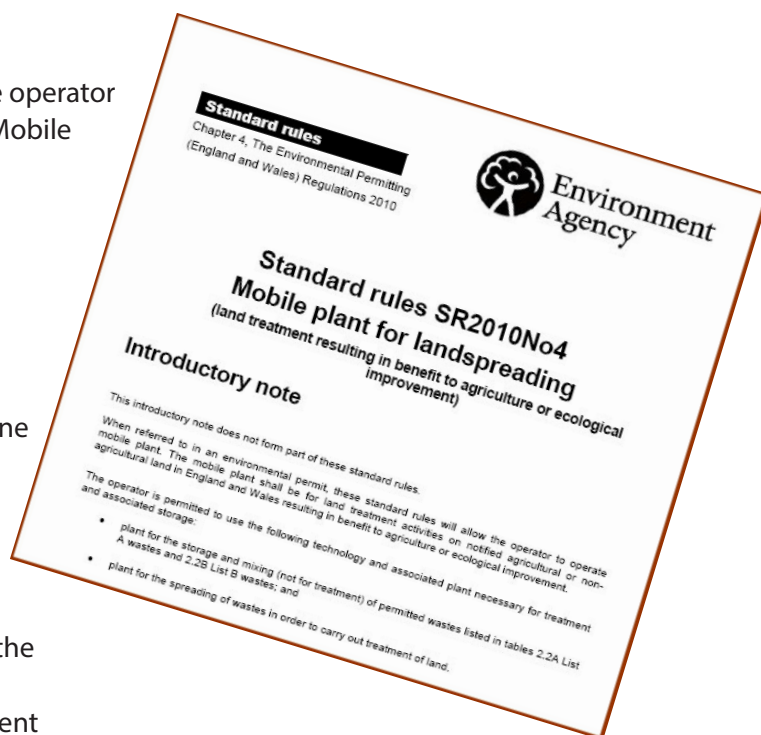 e operator
Mobile
ne
the
ent
Standard rules
Chapter 4, The Environmental Permitting
(England and Wales) Regulations 2010
Environment
Agency
Standard rules SR2010No4
Mobile plant for landspreading
(land treatment resulting in benefit to agriculture or ecological
improvement)
Introductory note
This introductory note does not form part of these standard rules.
When referred to in an environmental permit, these standard rules will allow the operator to operate
mobile plant. The mobile plant shall be for land treatment activities on notified agricultural or non-
agricultural land in England and Wales resulting in benefit to agriculture or ecological improvement.
The operator is permitted to use the following technology and associated plant necessary for treatment
and associated storage:
• plant for the storage and mixing (not for treatment) of permitted wastes listed in tables 2.2A List
A wastes and 2.2B List B wastes; and
• plant for the spreading of wastes in order to carry out treatment of land.